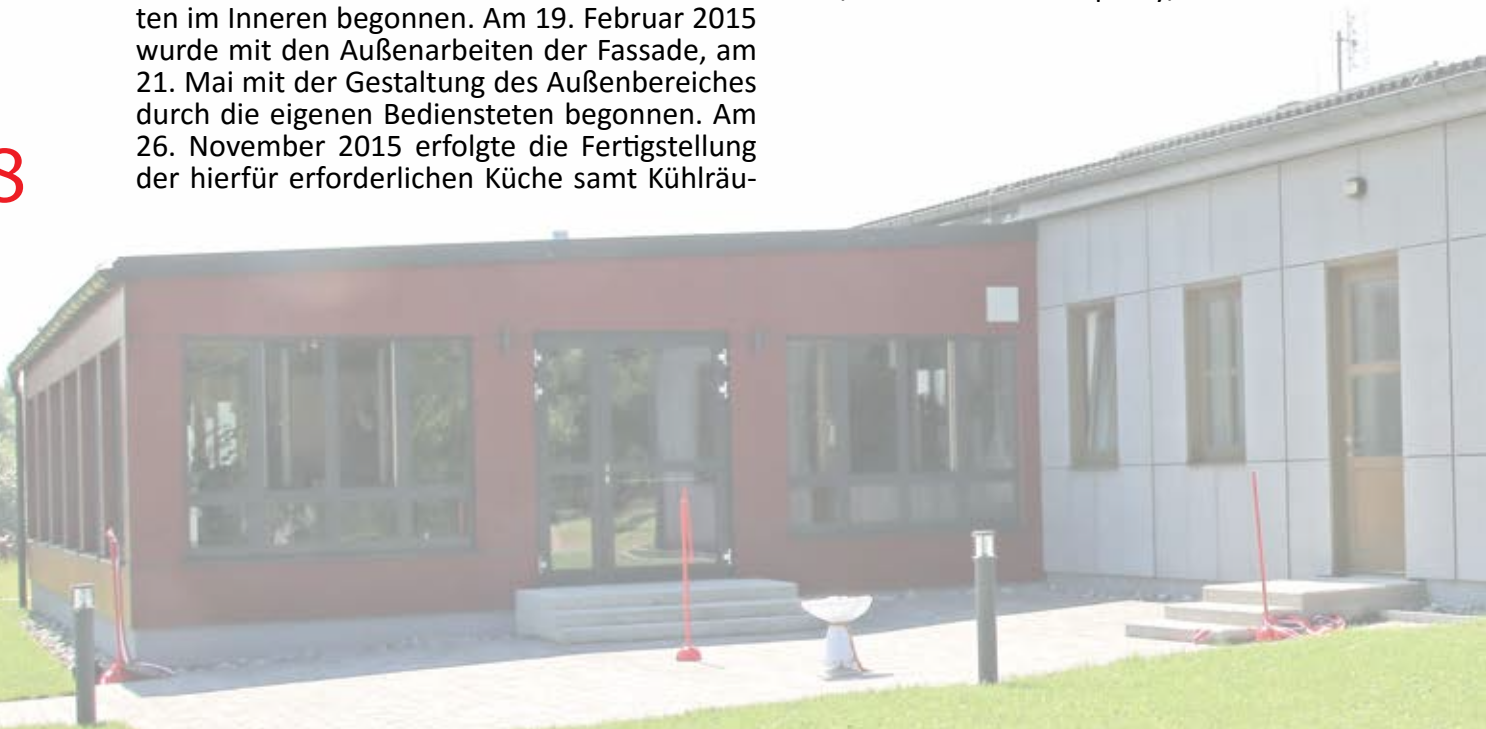 ten im Inneren begonnen. Am 19. Februar 2015
wurde mit den Außenarbeiten der Fassade, am
21. Mai mit der Gestaltung des Außenbereiches
durch die eigenen Bediensteten begonnen. Am
26. November 2015 erfolgte die Fertigstellung
der hierfür erforderlichen Küche samt Kühlräu-
8